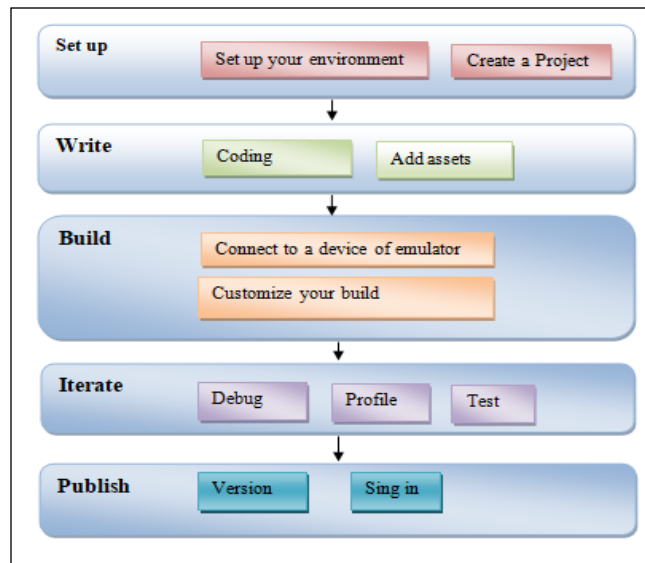 Set up
Set up your environment
Create a Project
Write
Coding
Add assets
Build
Connect to a device of emulator
Customize your build
Iterate
Debug
Profile
Test
Publish
Version
Sing in